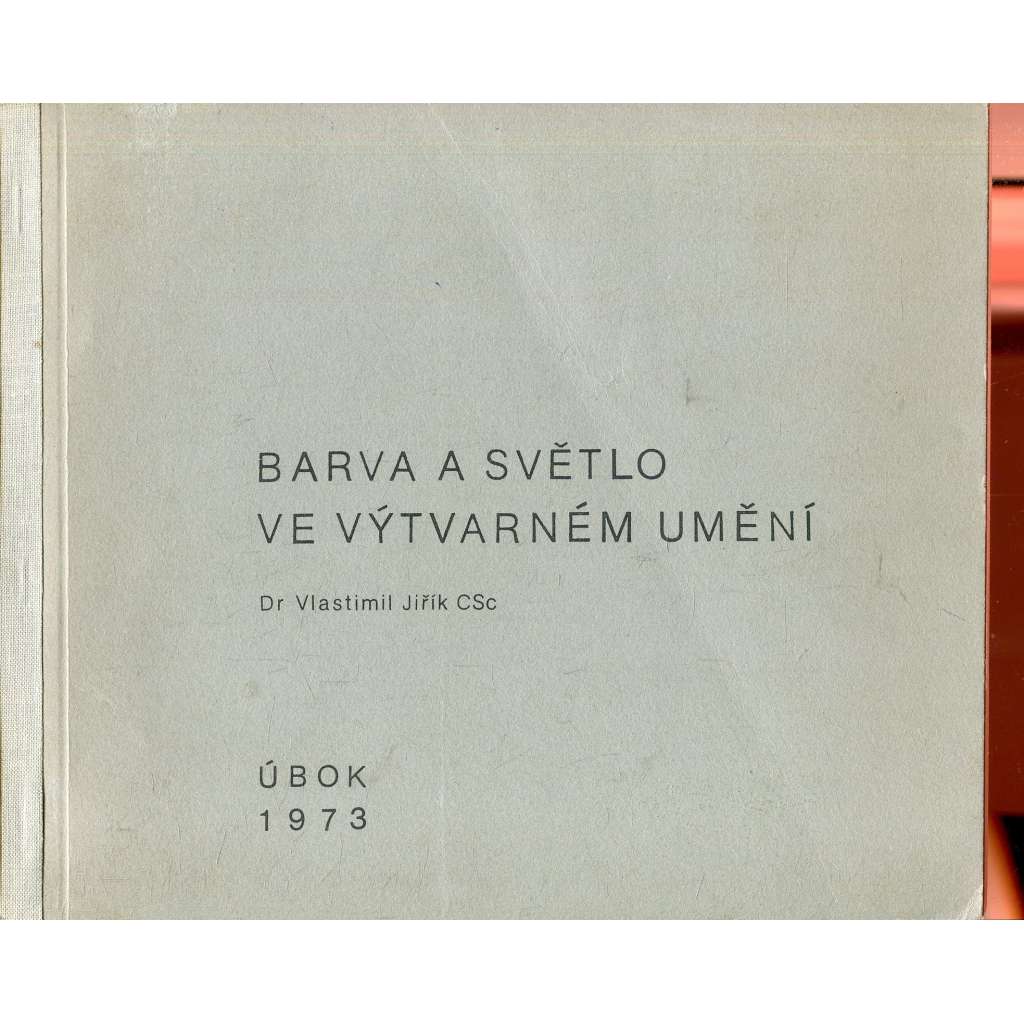 BARVA A SVĚTLO
VE VÝTVARNÉM UMĚNÍ
Dr Vlastimil Jiřík CSc
ÚBOK
1973